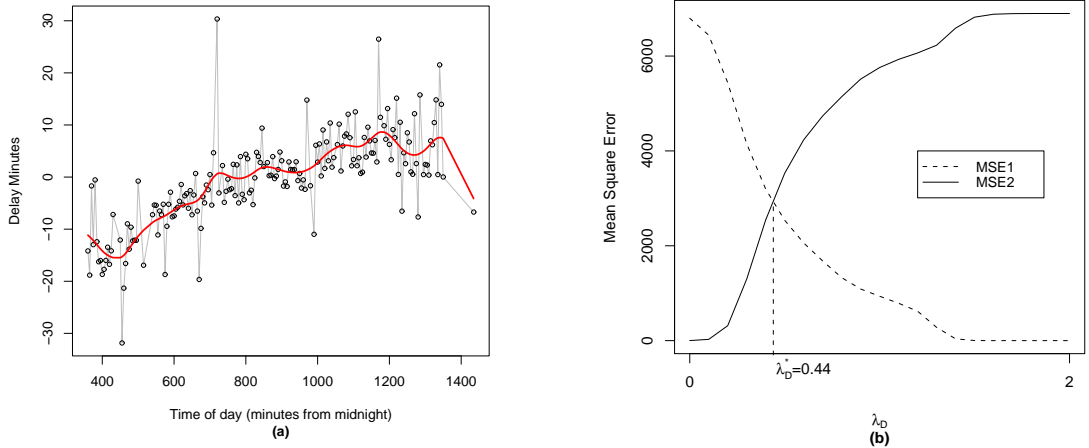 Delay Minutes
30
20
10
0
−10
−20
−30
400
600
800
1000
1200
1400
Time of day (minutes from midnight)
(a)
Mean Square Error
6000
4000
2000
0
MSE1
MSE2
λ*D=0.44
0
2
λD
(b)